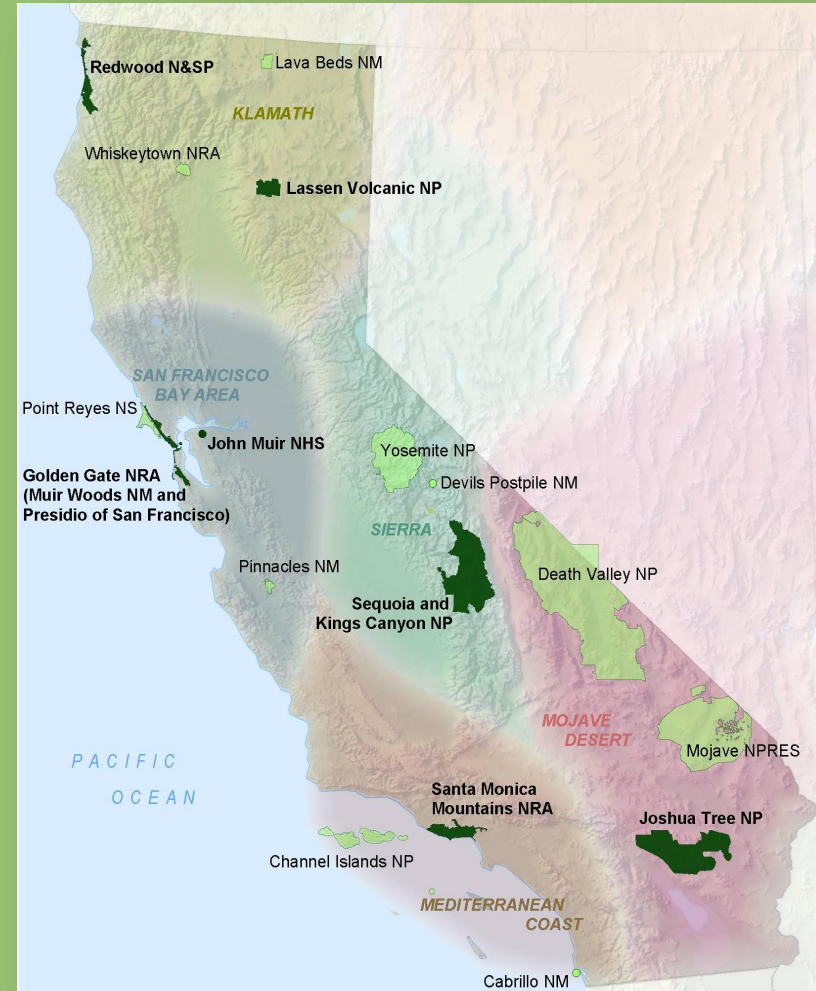 Redwood N&SP
Lava Beds NM
KLAMATH
Whiskeytown NRA
Lassen Volcanic NP
SAN FRANCISCO
BAY AREA
Point Reyes NS
John Muir NHS
Golden Gate NRA
(Muir Woods NM and
Presidio of San Francisco)
Yosemite NP
Devils Postpile NM
SIERRA
Pinnacles NM
Death Valley NP
Sequoia and
Kings Canyon NP
MOJAVE
DESERT
Mojave NPRES
PACIFIC
OCEAN
Santa Monica
Mountains NRA
Joshua Tree NP
Channel Islands NP
MEDITERRANEAN
COAST
Cabrillo NM